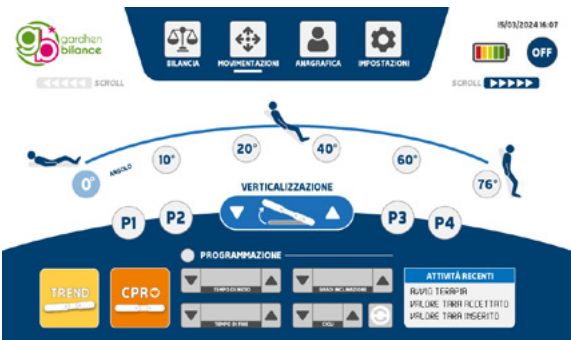 gardhen
bilance
BILANCIA
MOVIMENTAZIONI
ANAGRAFICA
IMPOSTAZIONI
15/03/2024 16:07
OFF
SCROLL
SCROLL
0°
ANGOLO
10°
20°
40°
60°
76°
VERTICALIZZAZIONE
P1
P2
P3
P4
PROGRAMMAZIONE
TREND
CPR
TEMPO DI INIZIO
GRADI INCLINAZIONE
TEMPO DI FINE
CICLI
ATTIVITÀ RECENTI
AVVIO TERAPIA
VALORE TARA ACCETTATO
VALORE TARA INSERITO